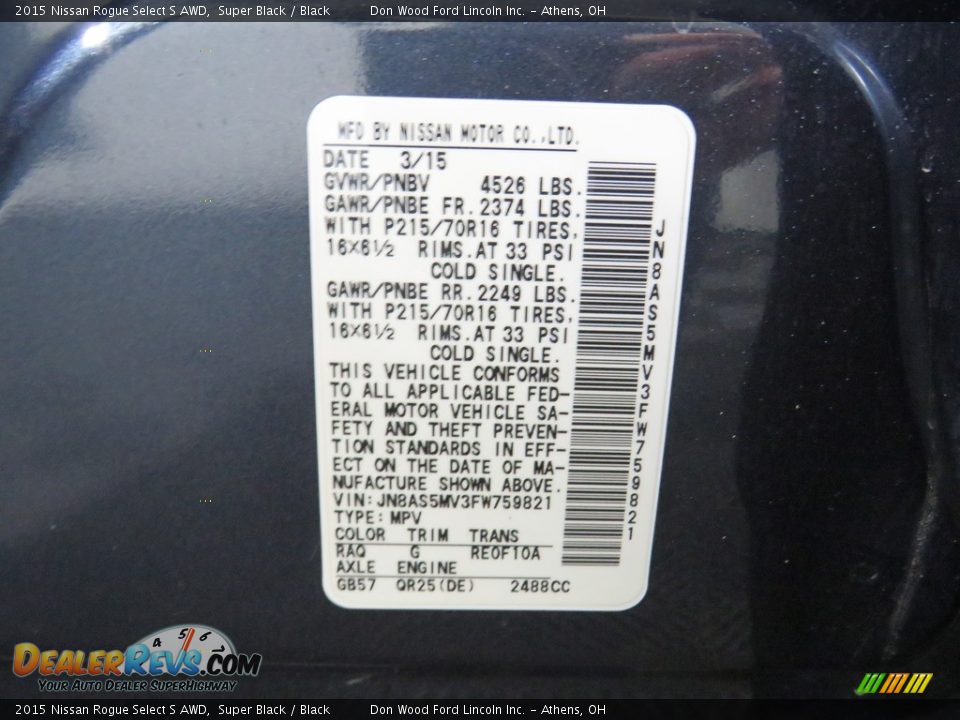 2015 Nissan Rogue Select S AWD, Super Black / Black Don Wood Ford Lincoln Inc. - Athens, OH
MFD BY NISSAN MOTOR CO.,LTD.
DATE 3/15
GVWR/PNBV 4526 LBS.
GAWR/PNBE FR.2374 LBS.
WITH P215/70R16 TIRES,
16X6½ RIMS.AT 33 PSI
COLD SINGLE.
GAWR/PNBE RR.2249 LBS.
WITH P215/70R16 TIRES,
16X6½ RIMS.AT 33 PSI
COLD SINGLE.
THIS VEHICLE CONFORMS
TO ALL APPLICABLE FED-
ERAL MOTOR VEHICLE SA-
FETY AND THEFT PREVEN-
TION STANDARDS IN EFF-
ECT ON THE DATE OF MA-
NUFACTURE SHOWN ABOVE.
VIN:JN8AS5MV3FW759821
TYPE:MPV
COLOR TRIM TRANS
RAQ G RE0F10A
AXLE ENGINE
GB57 QR25(DE) 2488CC
JN8AS5MV3FW759821
4 5 6
DEALERREVS.COM
YOUR AUTO DEALER SUPERHIGHWAY
2015 Nissan Rogue Select S AWD, Super Black / Black Don Wood Ford Lincoln Inc. - Athens, OH